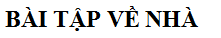 BÀI TẬP VỀ NHÀ